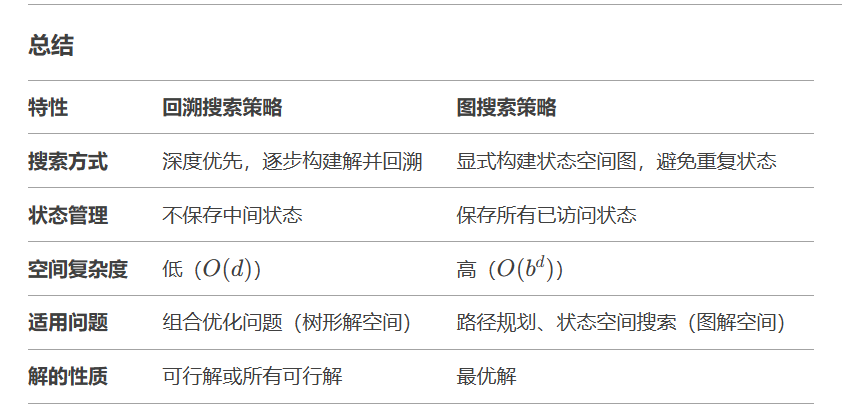 总结
特性 回溯搜索策略 图搜索策略
搜索方式 深度优先，逐步构建解并回溯 显式构建状态空间图，避免重复状态
状态管理 不保存中间状态 保存所有已访问状态
空间复杂度 低（O(d)） 高（O(b^d)）
适用问题 组合优化问题（树形解空间） 路径规划、状态空间搜索（图解空间）
解的性质 可行解或所有可行解 最优解